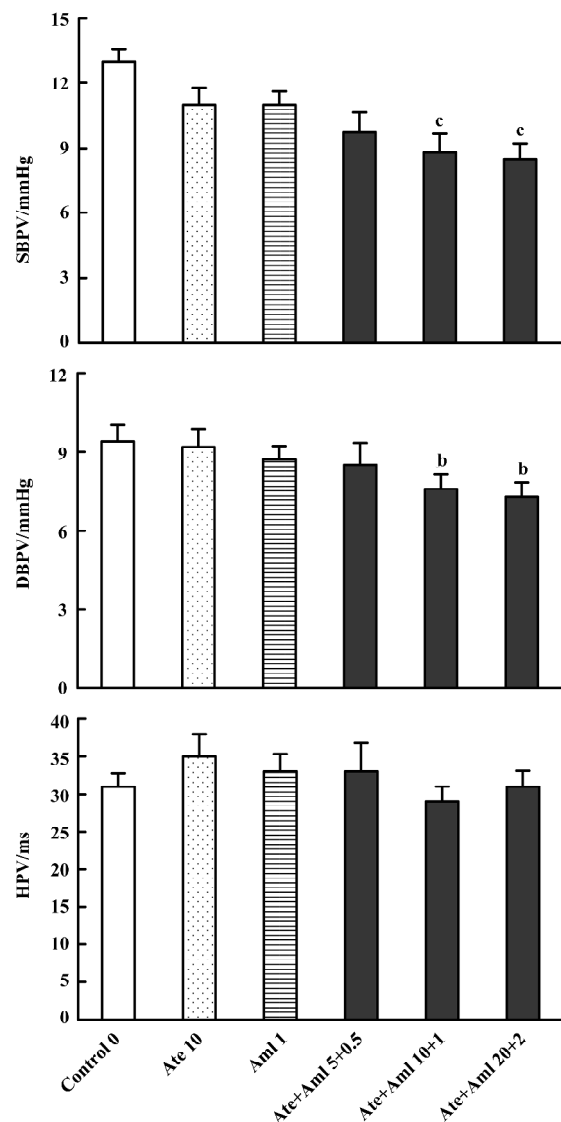 SBPV/mmHg
15
12
9
6
3
0
c
c
DBPV/mmHg
12
9
6
3
0
b
b
HPV/ms
40
35
30
25
20
15
10
5
0
Control 0
Ate 10
Aml 1
Ate+Aml 5+0.5
Ate+Aml 10+1
Ate+Aml 20+2